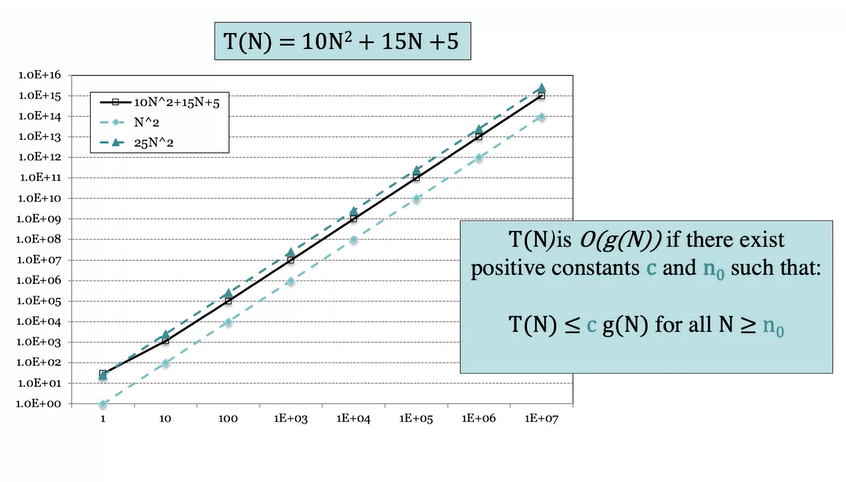 T(N) = 10N² + 15N +5
1.0E+16
1.0E+15
1.0E+14
1.0E+13
1.0E+12
1.0E+11
1.0E+10
1.0E+09
1.0E+08
1.0E+07
1.0E+06
1.0E+05
1.0E+04
1.0E+03
1.0E+02
1.0E+01
1.0E+00
10N^2+15N+5
N^2
25N^2
1 10 100 1E+03 1E+04 1E+05 1E+06 1E+07
T(N)is O(g(N)) if there exist
positive constants c and n₀ such that:
T(N) ≤ c g(N) for all N ≥ n₀